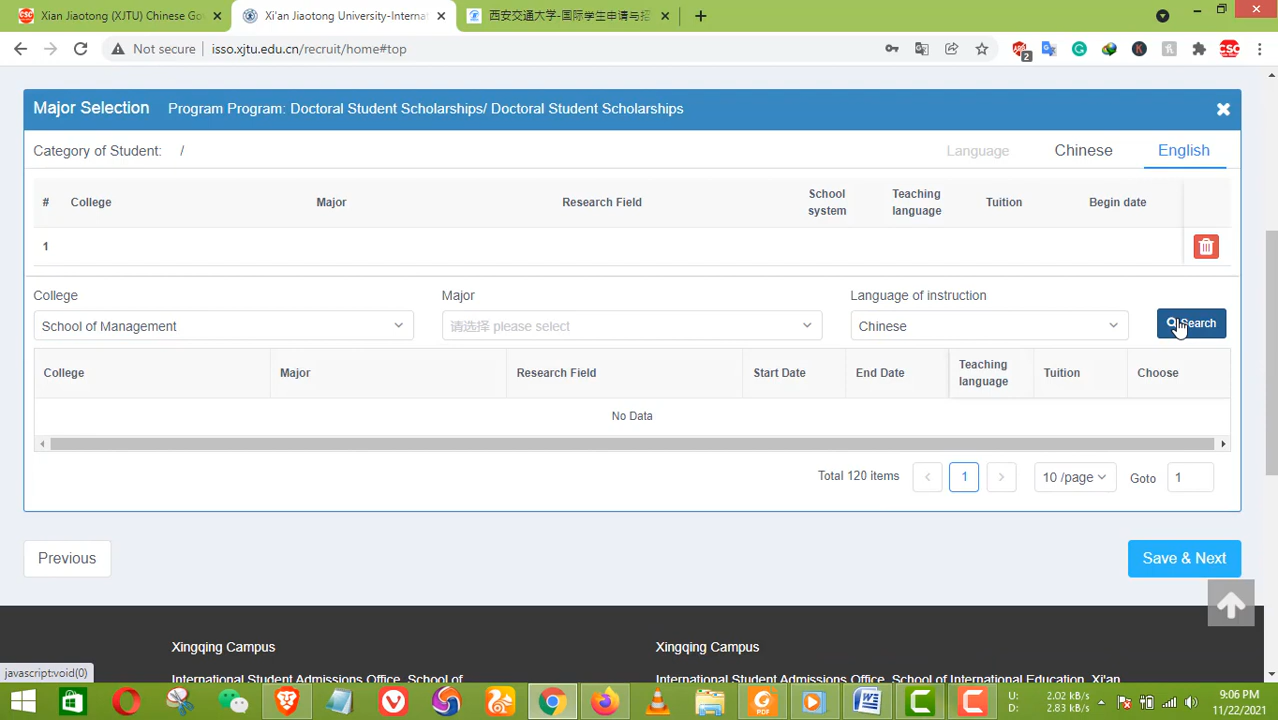 Xian Jiaotong (XJTU) Chinese Gov
Xi'an Jiaotong University-Interna
西安交通大学-国际学生申请与招
Not secure isso.xjtu.edu.cn/recruit/home#top
2
Major Selection Program Program: Doctoral Student Scholarships/ Doctoral Student Scholarships
Category of Student: / Language Chinese English
# College Major Research Field School system Teaching language Tuition Begin date
1
College Major Language of instruction
School of Management 请选择 please select Chinese Search
College Major Research Field Start Date End Date Teaching language Tuition Choose
No Data
Total 120 items 1 10 /page Goto 1
Previous Save & Next
Xingqing Campus Xingqing Campus
International Student Admissions Office, School of International Student Admissions Office, School of International Education, Xi'an
javascript:void(0)
U: 2.02 kB/s
D: 2.83 kB/s
9:06 PM
11/22/2021